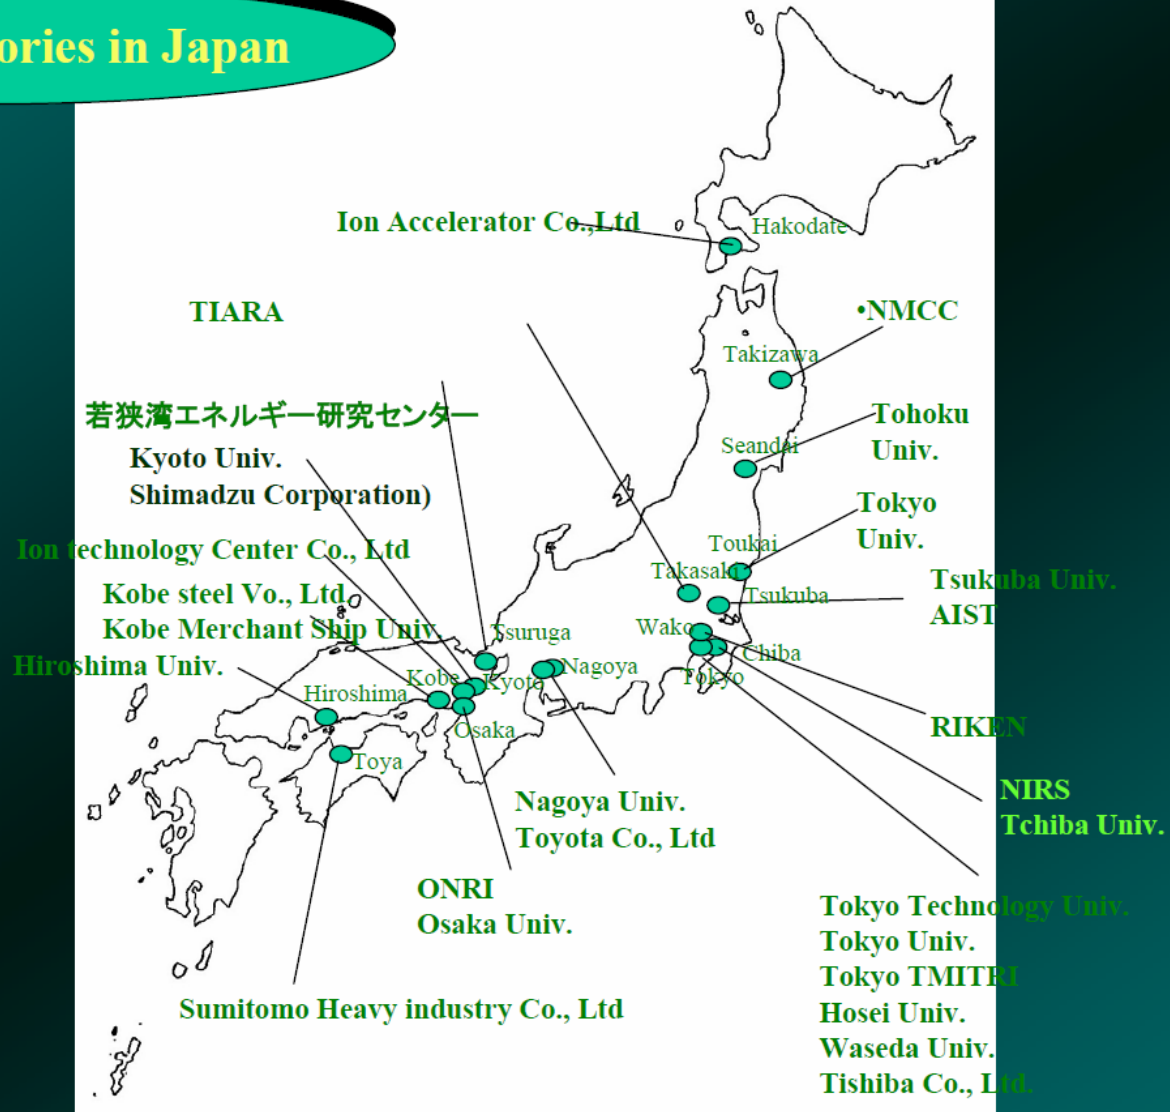 ories in Japan
Ion Accelerator Co.,Ltd
Hakodate
TIARA
•NMCC
Takizawa
若狭湾エネルギー研究センター
Tohoku
Univ.
Seandai
Kyoto Univ.
Shimadzu Corporation)
Tokyo
Univ.
Toukai
Ion technology Center Co., Ltd
Takasaki
Tsukuba Univ.
AIST
Tsukuba
Kobe steel Vo., Ltd.
Kobe Merchant Ship Univ.
Tsuruga
Wako
Chiba
Hiroshima Univ.
Nagoya
Tokyo
Kobe
Kyoto
Hiroshima
Osaka
RIKEN
Toya
NIRS
Tchiba Univ.
Nagoya Univ.
Toyota Co., Ltd
ONRI
Osaka Univ.
Tokyo Technology Univ.
Tokyo Univ.
Tokyo TMITRI
Hosei Univ.
Waseda Univ.
Tishiba Co., Ltd.
Sumitomo Heavy industry Co., Ltd